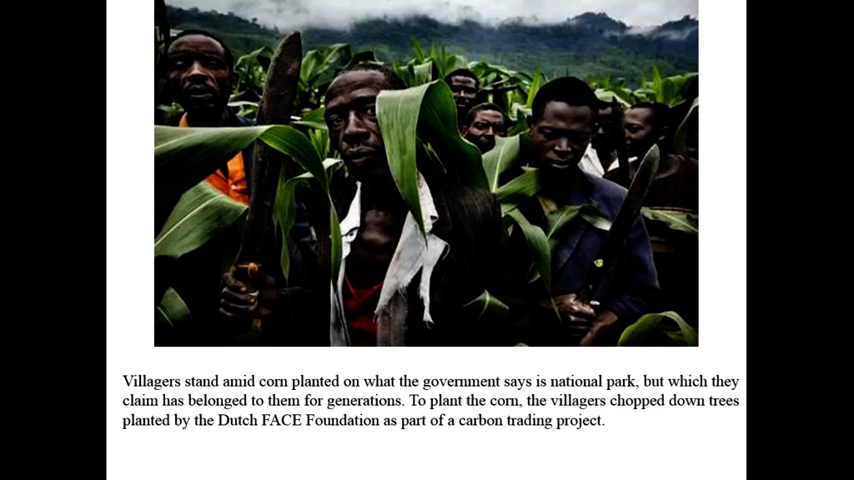 Villagers stand amid corn planted on what the government says is national park, but which they
claim has belonged to them for generations. To plant the corn, the villagers chopped down trees
planted by the Dutch FACE Foundation as part of a carbon trading project.